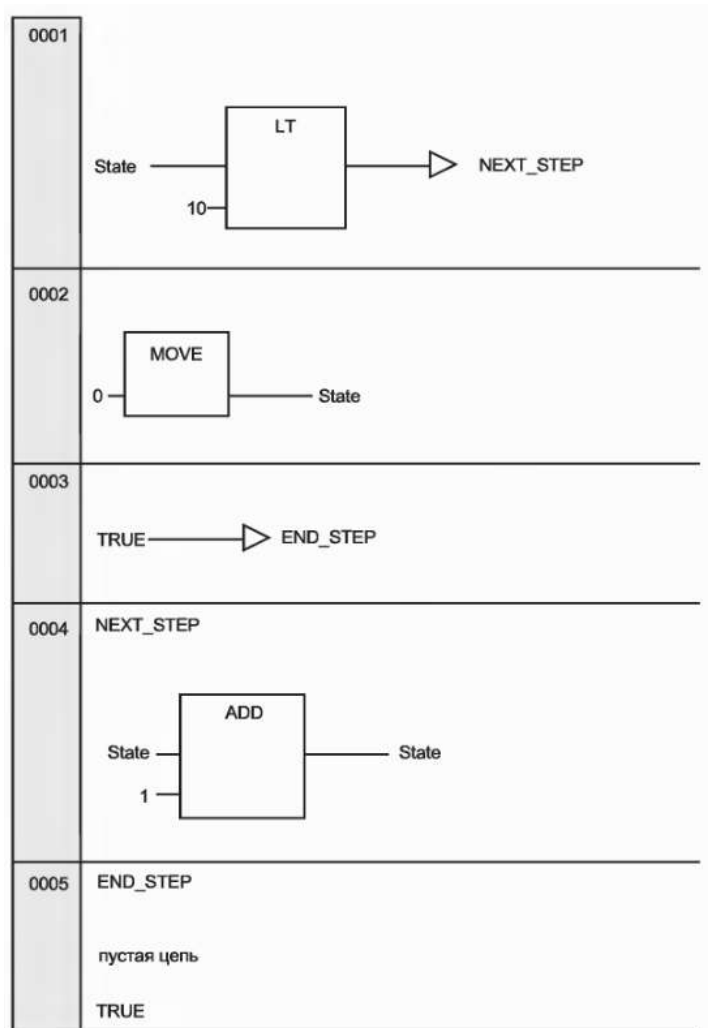 0001
LT
State
NEXT_STEP
10
0002
MOVE
0
State
0003
TRUE
END_STEP
0004
NEXT_STEP
ADD
State
State
1
0005
END_STEP
пустая цепь
TRUE